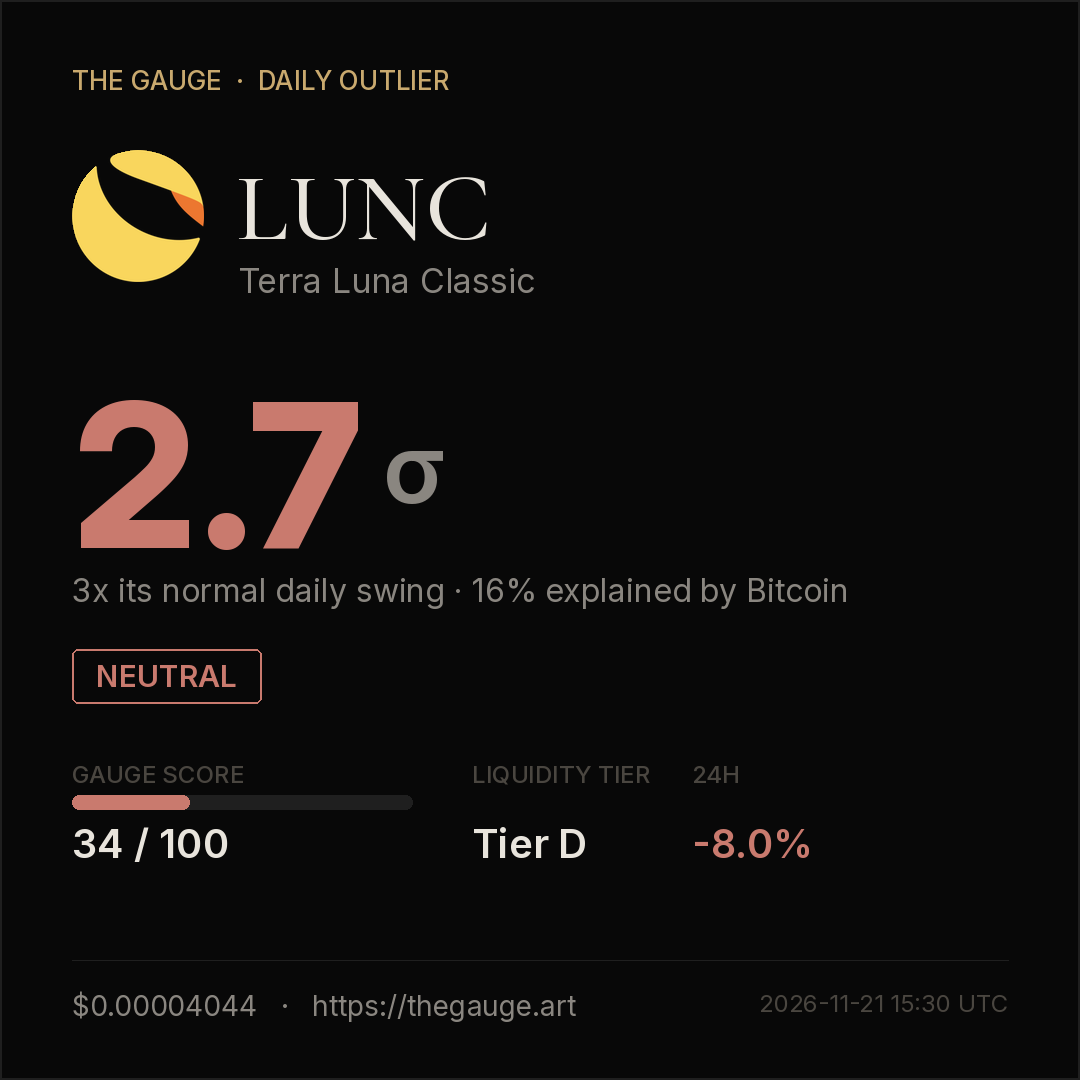 THE GAUGE · DAILY OUTLIER
LUNC
Terra Luna Classic
2.7 σ
3x its normal daily swing · 16% explained by Bitcoin
NEUTRAL
GAUGE SCORE LIQUIDITY TIER 24H
34 / 100 Tier D -8.0%
$0.00004044 · https://thegauge.art 2026-11-21 15:30 UTC